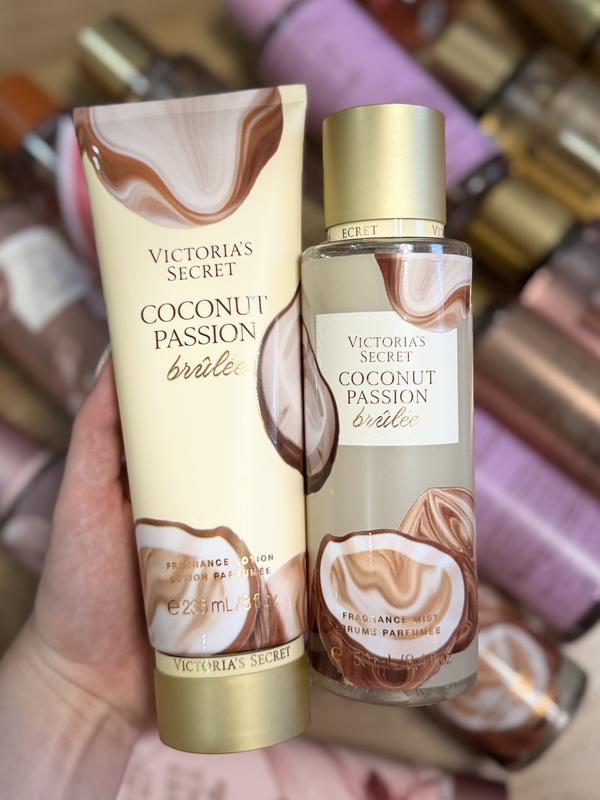 VICTORIA'S
SECRET
COCONUT
PASSION
brûlée
FRAGRANCE LOTION
LOTION PARFUMÉE
VICTORIA'S SECRET
ECRET
VICTORIA'S
SECRET
COCONUT
PASSION
brûlée
FRAGRANCE MIST
BRUME PARFUMÉE